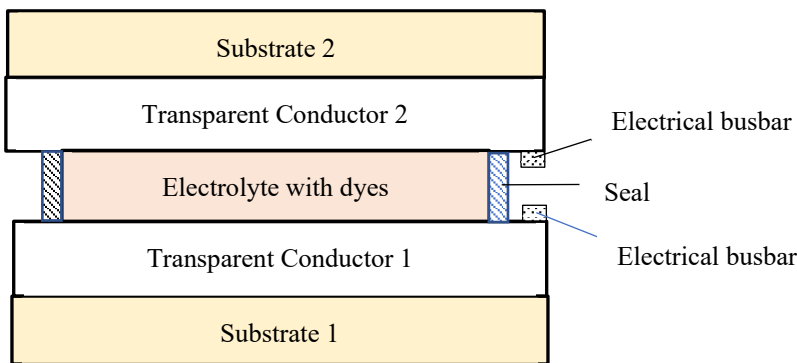 Substrate 2
Transparent Conductor 2
Electrical busbar
Electrolyte with dyes
Seal
Transparent Conductor 1
Electrical busbar
Substrate 1